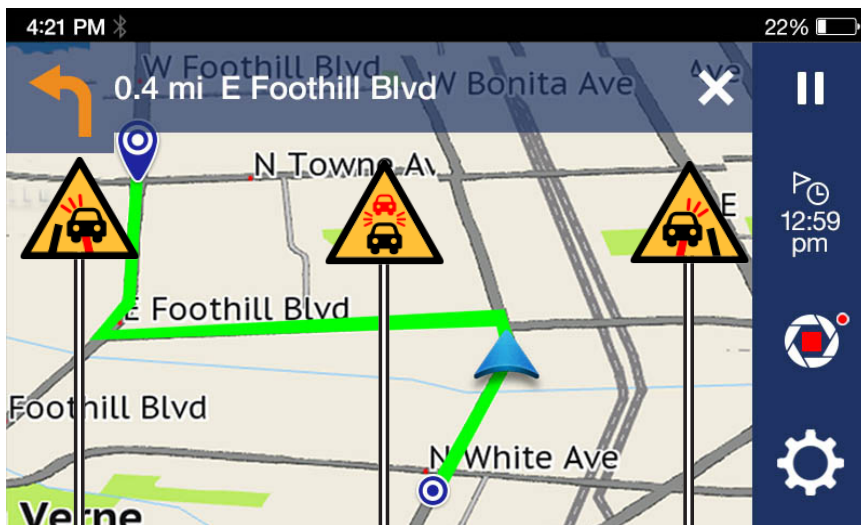 4:21 PM
22%
W Foothill Blvd
0.4 mi E Foothill Blvd
W Bonita Ave
Ave
N Towne Av
E
12:59
pm
E Foothill Blvd
Foothill Blvd
N White Ave
Verne